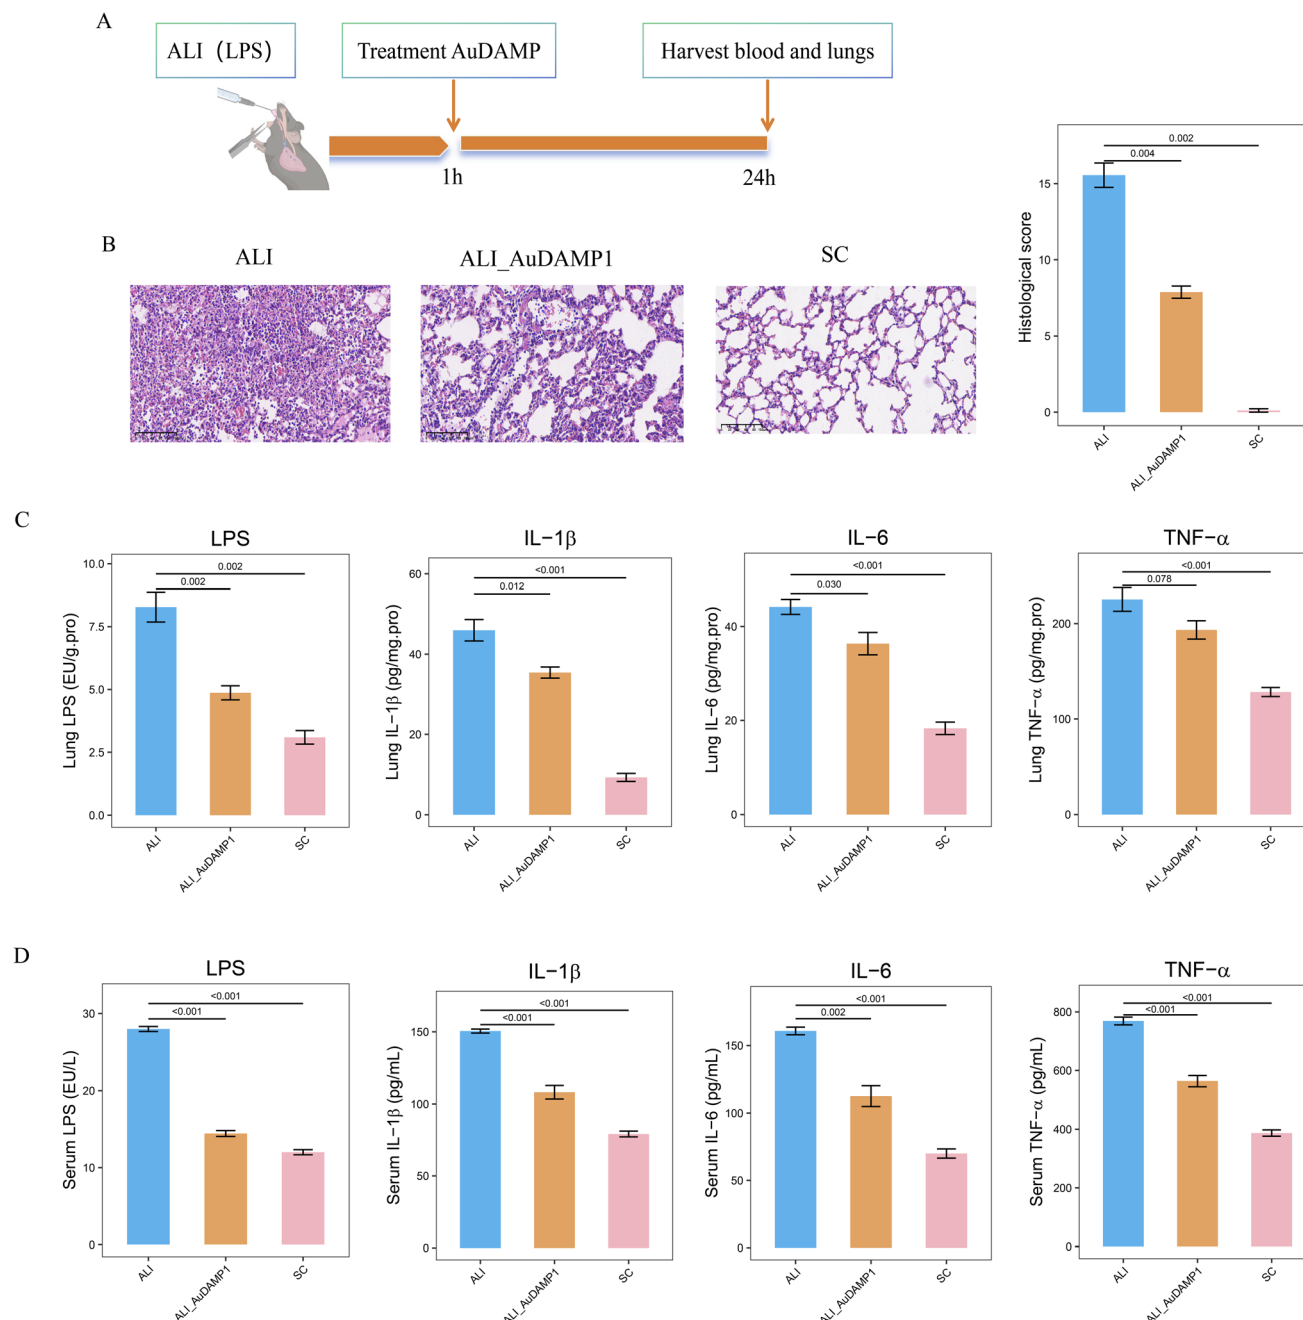 A
ALI（LPS）
Treatment AuDAMP
Harvest blood and lungs
1h
24h
B
ALI
ALI_AuDAMP1
SC
Histological score
15
10
5
0
0.002
0.004
ALI
ALI_AuDAMP1
SC
C
LPS
Lung LPS (EU/g.pro)
10.0
7.5
5.0
2.5
0.0
0.002
0.002
ALI
ALI_AuDAMP1
SC
IL−1β
Lung IL−1β (pg/mg.pro)
60
40
20
0
<0.001
0.012
ALI
ALI_AuDAMP1
SC
IL−6
Lung IL−6 (pg/mg.pro)
40
20
0
<0.001
0.030
ALI
ALI_AuDAMP1
SC
TNF−α
Lung TNF−α (pg/mg.pro)
200
100
0
<0.001
0.078
ALI
ALI_AuDAMP1
SC
D
LPS
Serum LPS (EU/L)
30
20
10
0
<0.001
<0.001
ALI
ALI_AuDAMP1
SC
IL−1β
Serum IL−1β (pg/mL)
150
100
50
0
<0.001
<0.001
ALI
ALI_AuDAMP1
SC
IL−6
Serum IL−6 (pg/mL)
150
100
50
0
<0.001
0.002
ALI
ALI_AuDAMP1
SC
TNF−α
Serum TNF−α (pg/mL)
800
600
400
200
0
<0.001
<0.001
ALI
ALI_AuDAMP1
SC